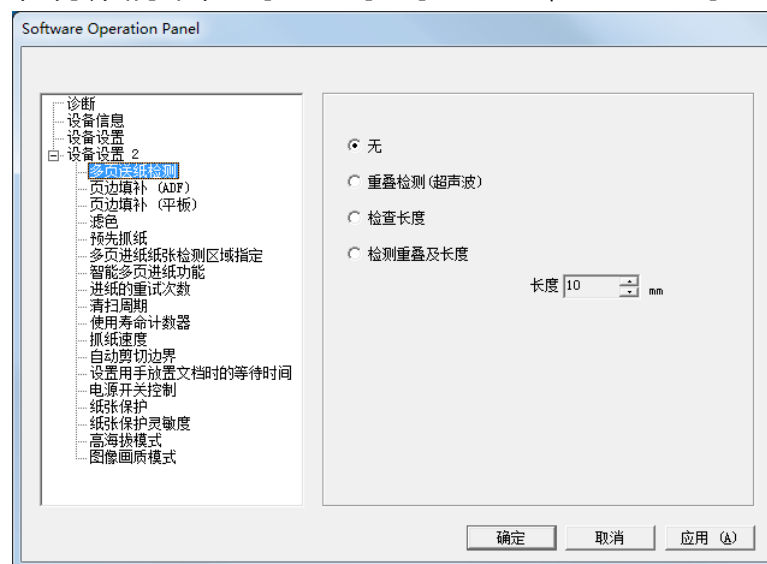 Software Operation Panel
诊断
设备信息
设备设置
设备设置 2
多页送纸检测
页边填补 (ADF)
页边填补 (平板)
滤色
预先抓纸
多页进纸纸张检测区域指定
智能多页进纸功能
进纸的重试次数
清扫周期
使用寿命计数器
抓纸速度
自动剪切边界
设置用手放置文档时的等待时间
电源开关控制
纸张保护
纸张保护灵敏度
高海拔模式
图像画质模式
无
重叠检测(超声波)
检查长度
检测重叠及长度
长度 10 mm
确定 取消 应用 (A)